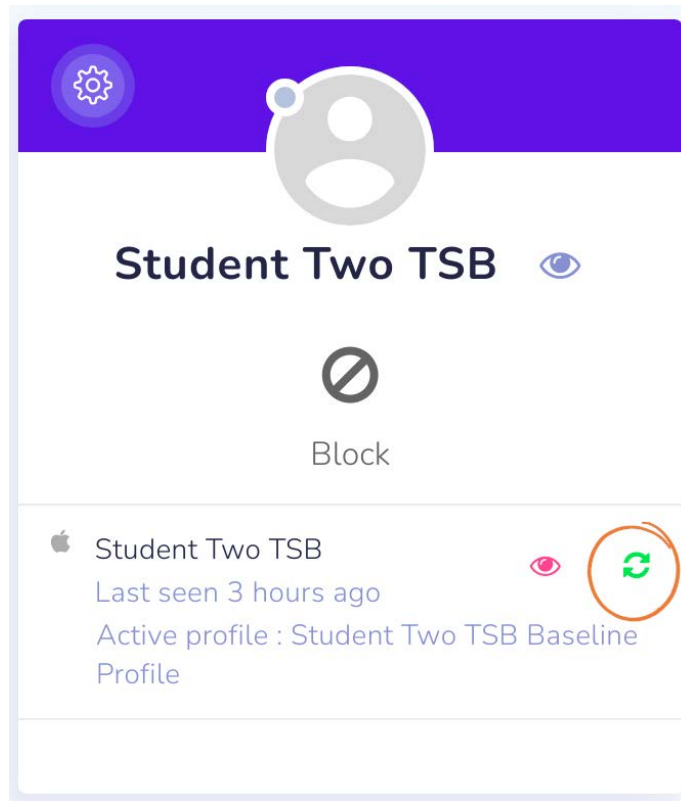 Student Two TSB
Block
Student Two TSB
Last seen 3 hours ago
Active profile : Student Two TSB Baseline
Profile